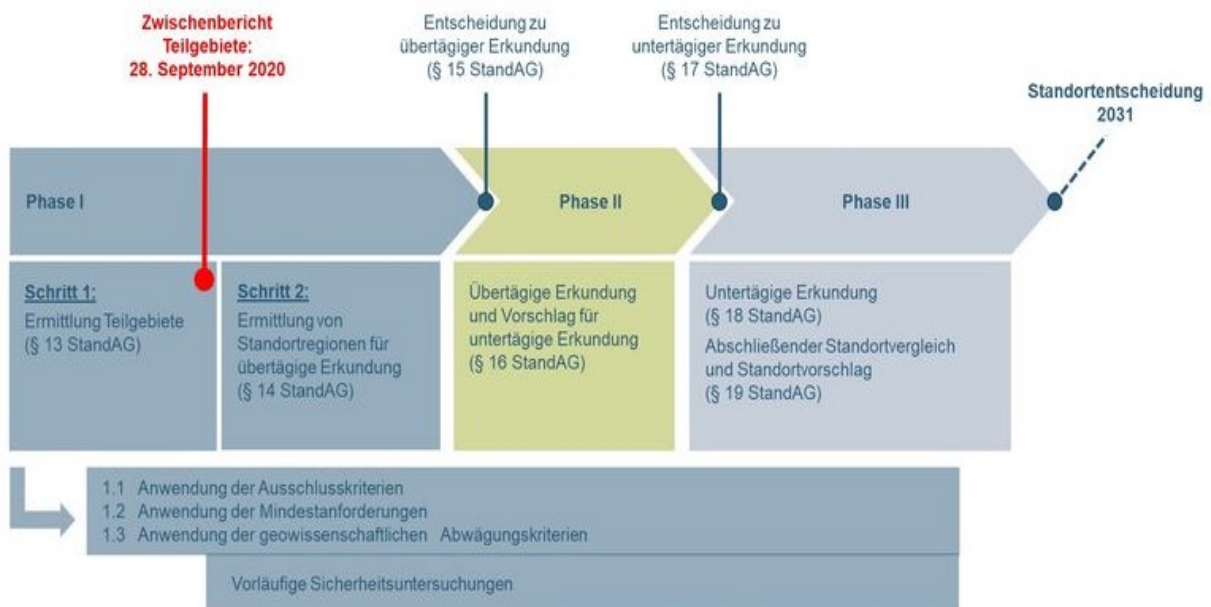 Zwischenbericht
Teilgebiete:
28. September 2020
Entscheidung zu
übertägiger Erkundung
(§ 15 StandAG)
Entscheidung zu
untertägiger Erkundung
(§ 17 StandAG)
Standortentscheidung
2031
Phase I
Phase II
Phase III
Schritt 1:
Ermittlung Teilgebiete
(§ 13 StandAG)
Schritt 2:
Ermittlung von
Standortregionen für
übertägige Erkundung
(§ 14 StandAG)
Übertägige Erkundung
und Vorschlag für
untertägige Erkundung
(§ 16 StandAG)
Untertägige Erkundung
(§ 18 StandAG)
Abschließender Standortvergleich
und Standortvorschlag
(§ 19 StandAG)
1.1 Anwendung der Ausschlusskriterien
1.2 Anwendung der Mindestanforderungen
1.3 Anwendung der geowissenschaftlichen Abwägungskriterien
Vorläufige Sicherheitsuntersuchungen